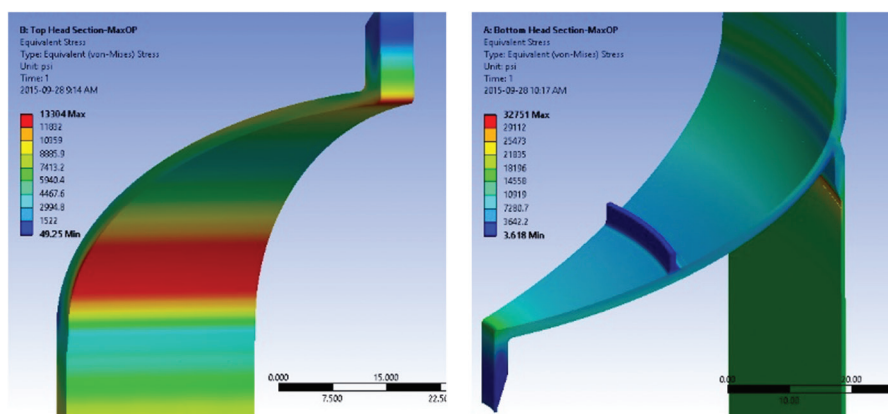 B: Top Head Section-MaxOP
Equivalent Stress
Type: Equivalent (von-Mises) Stress
Unit: psi
Time: 1
2015-09-28 9:14 AM
13304 Max
11832
10359
8885.9
7413.2
5940.4
4467.6
2994.8
1522
49.25 Min
0.000
15.000
7.500
22.50
A: Bottom Head Section-MaxOP
Equivalent Stress
Type: Equivalent (von-Mises) Stress
Unit: psi
Time: 1
2015-09-28 10:17 AM
32751 Max
29112
25473
21835
18196
14558
10919
7280.7
3642.2
3.618 Min
0.00
20.00
10.00